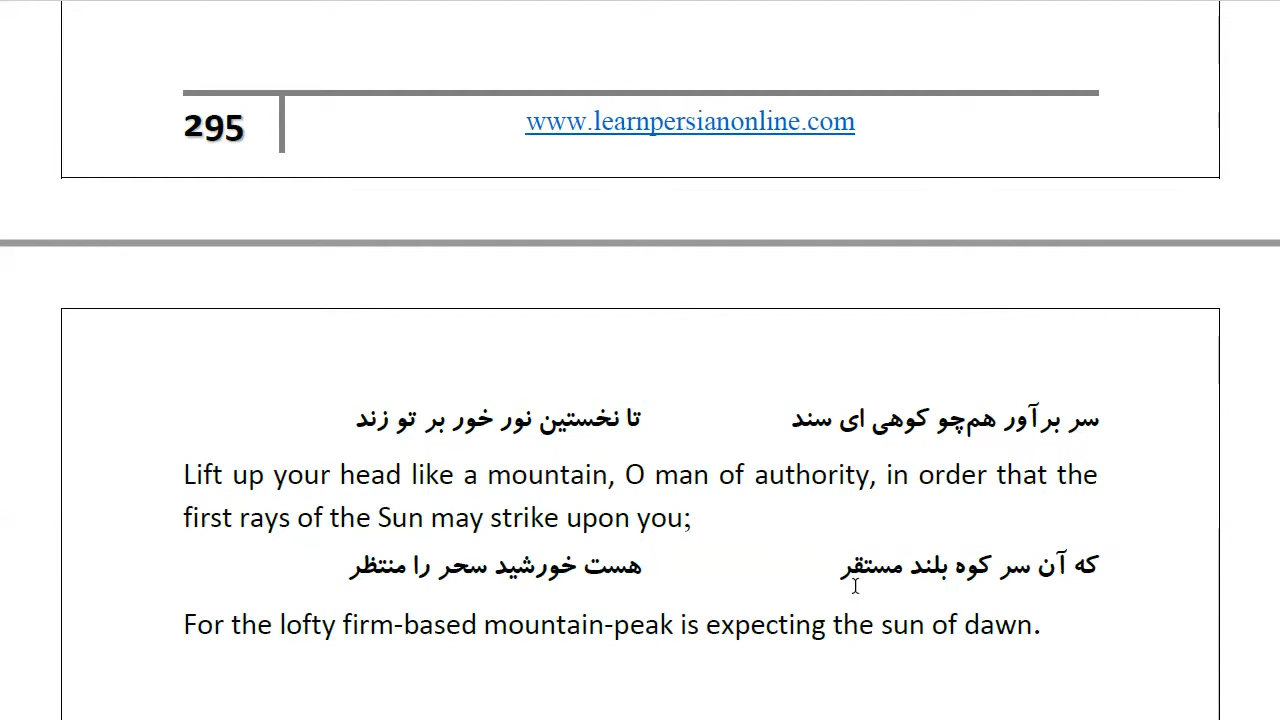 295 www.learnpersianonline.com
سر برآور هم‌چو کوهی ای سند تا نخستین نور خور بر تو زند
Lift up your head like a mountain, O man of authority, in order that the
first rays of the Sun may strike upon you;
که آن سر کوه بلند مستقر هست خورشید سحر را منتظر
For the lofty firm-based mountain-peak is expecting the sun of dawn.